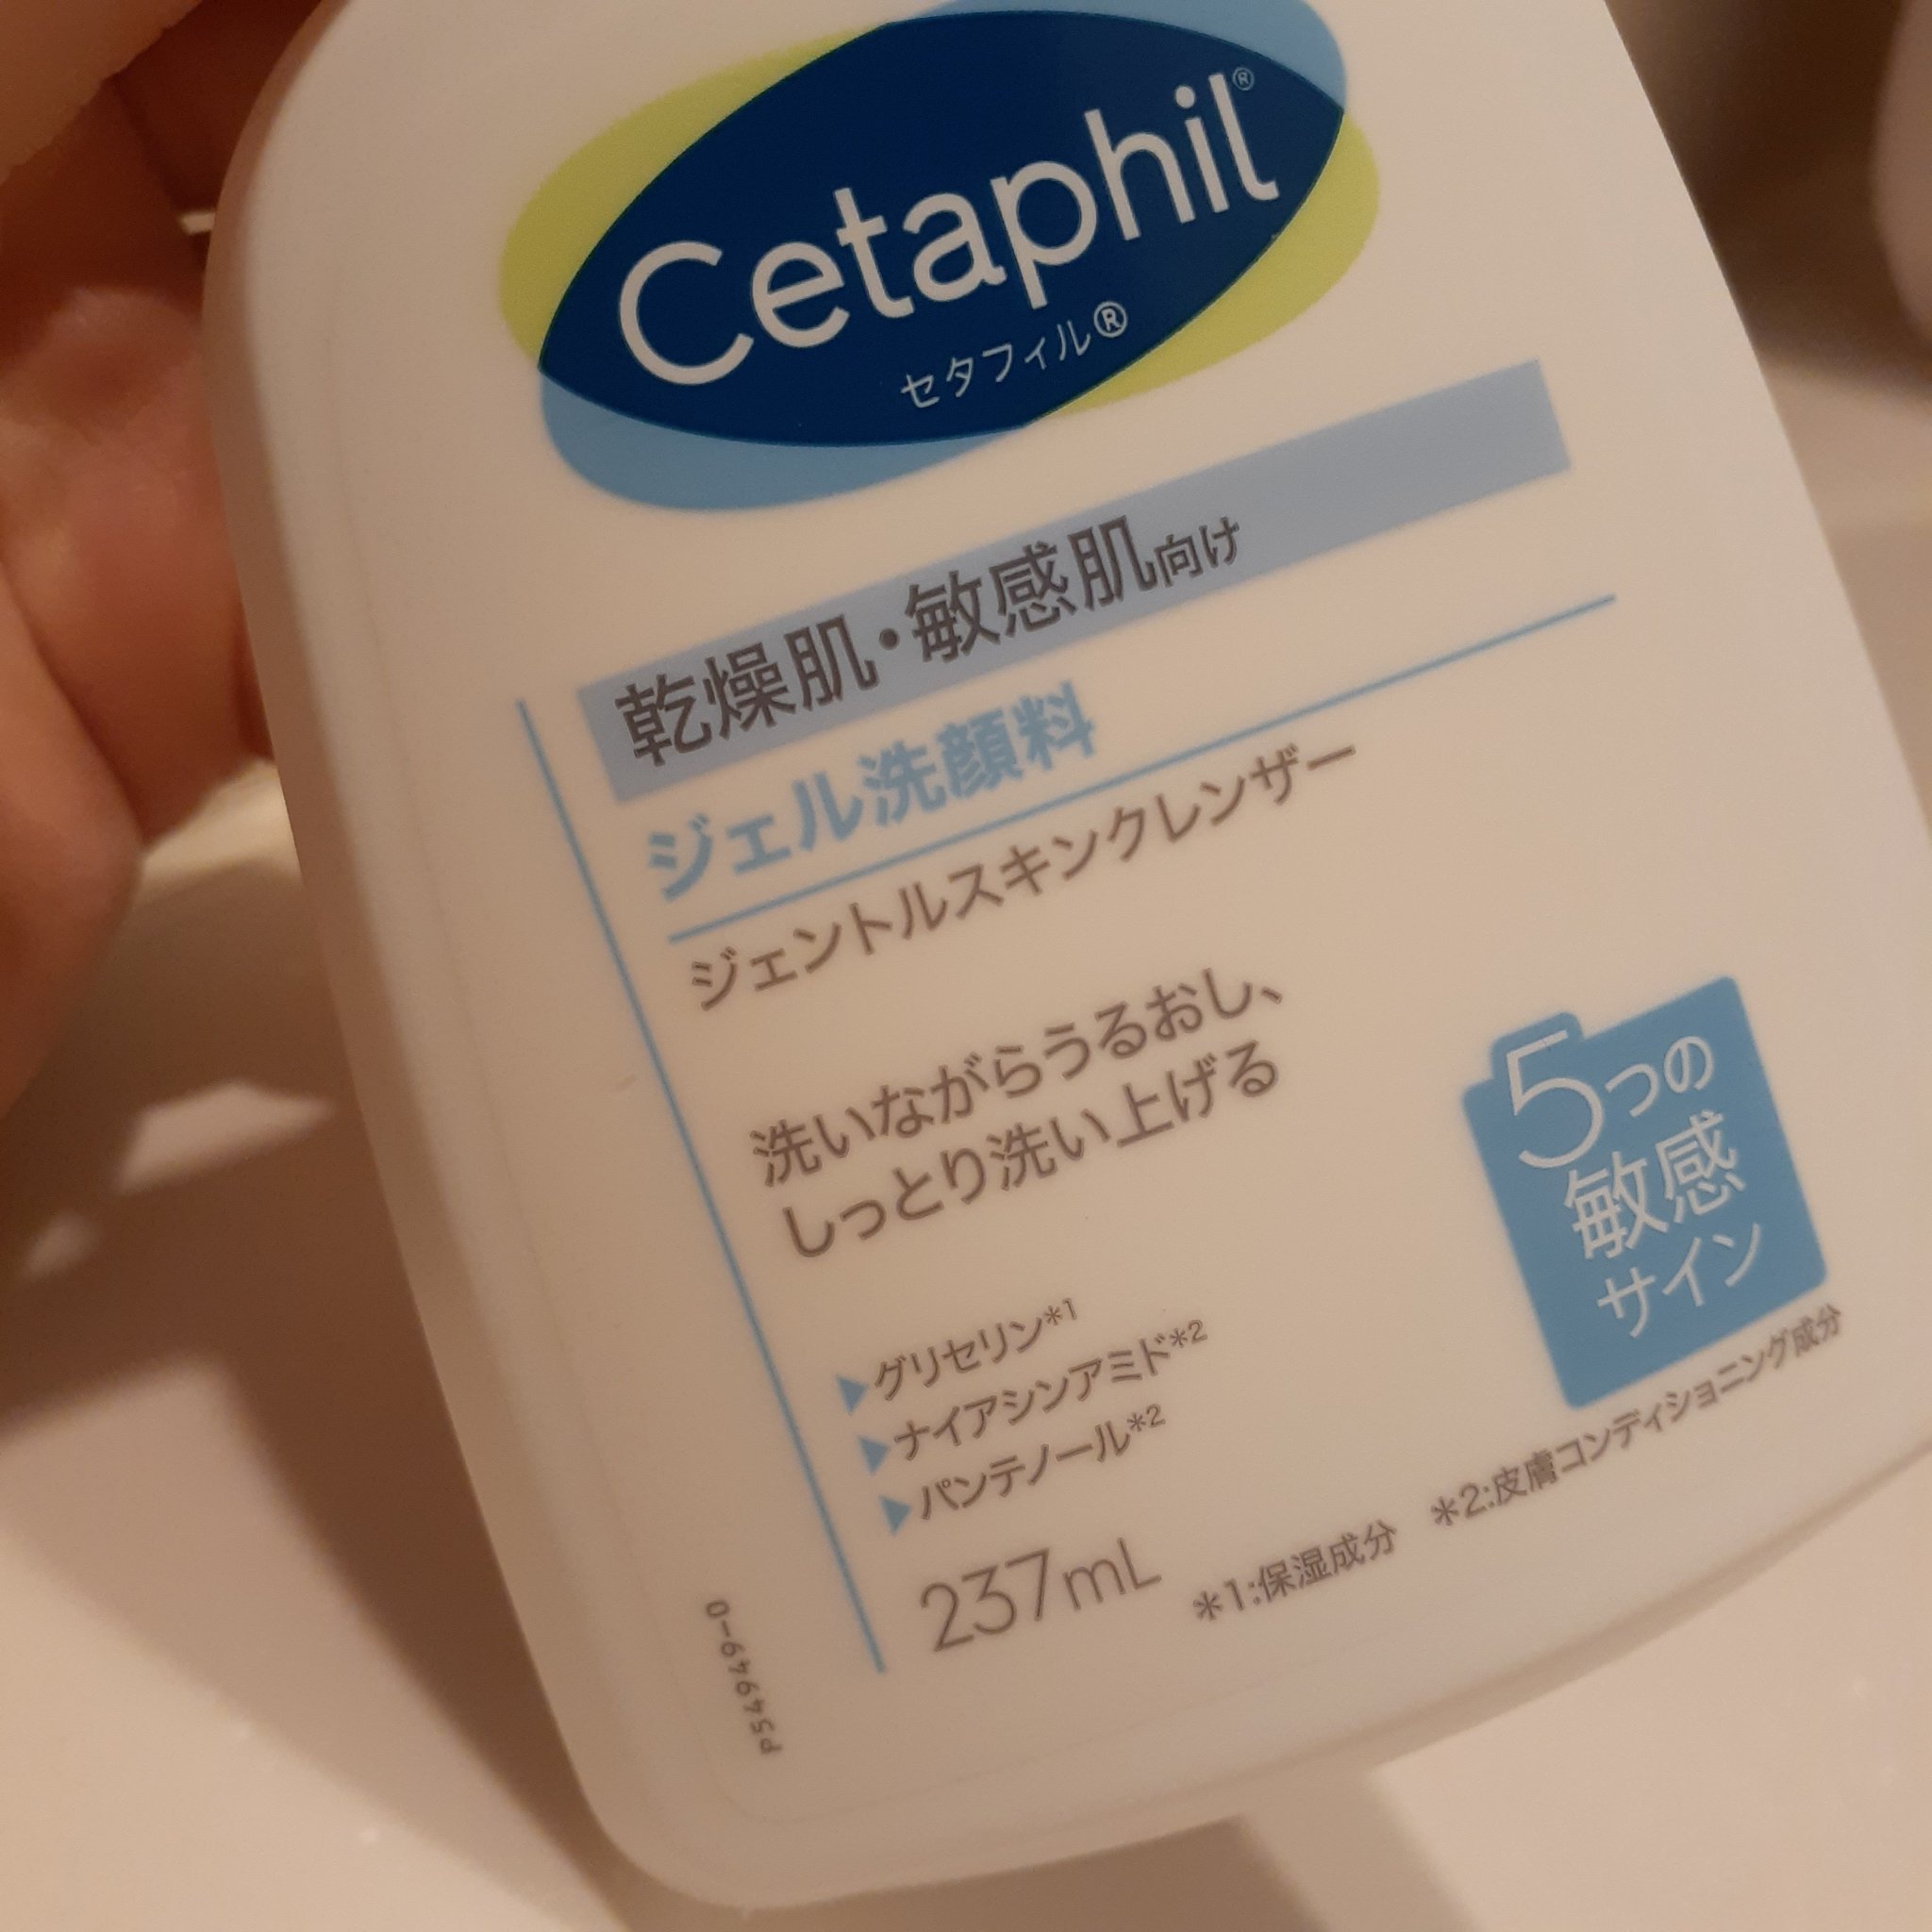 Cetaphil®
セタフィル®
乾燥肌・敏感肌向け
ジェル洗顔料
ジェントルスキンクレンザー
洗いながらうるおし、
しっとり洗い上げる
5つの
敏感
サイン
▶グリセリン*1
▶ナイアシンアミド*2
▶パンテノール*2
237mL
*1:保湿成分 *2:皮膚コンディショニング成分
P54949-0